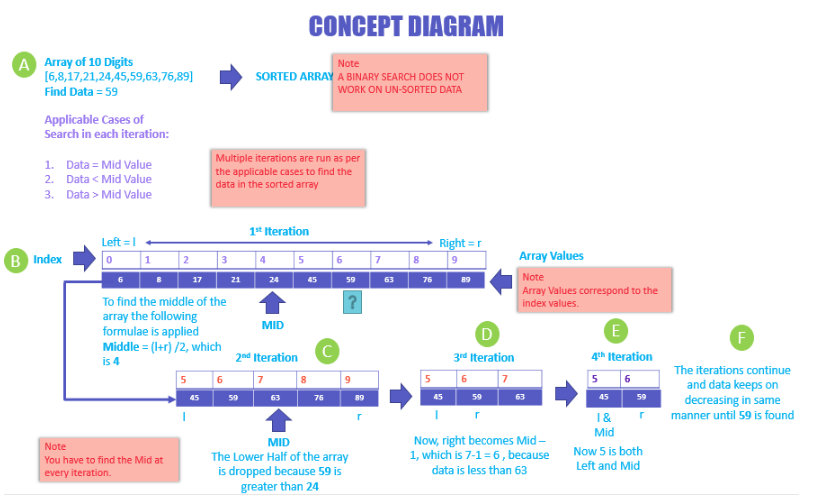 CONCEPT DIAGRAM
A
Array of 10 Digits
[6,8,17,21,24,45,59,63,76,89]
Find Data = 59
SORTED ARRAY
Note
A BINARY SEARCH DOES NOT
WORK ON UN-SORTED DATA
Applicable Cases of
Search in each iteration:
1. Data = Mid Value
2. Data < Mid Value
3. Data > Mid Value
Multiple iterations are run as per
the applicable cases to find the
data in the sorted array
1st Iteration
Left = l
Right = r
B
Index
0 1 2 3 4 5 6 7 8 9
6 8 17 21 24 45 59 63 76 89
Array Values
Note
Array Values correspond to the
index values.
?
MID
To find the middle of the
array the following
formulae is applied
Middle = (l+r) /2, which
is 4
2nd Iteration
C
5 6 7 8 9
45 59 63 76 89
l
r
MID
The Lower Half of the array
is dropped because 59 is
greater than 24
Note
You have to find the Mid at
every iteration.
D
3rd Iteration
5 6 7
45 59 63
l r
Now, right becomes Mid –
1, which is 7-1 = 6 , because
data is less than 63
E
4th Iteration
5 6
45 59
l &
Mid
r
Now 5 is both
Left and Mid
F
The iterations continue
and data keeps on
decreasing in same
manner until 59 is found